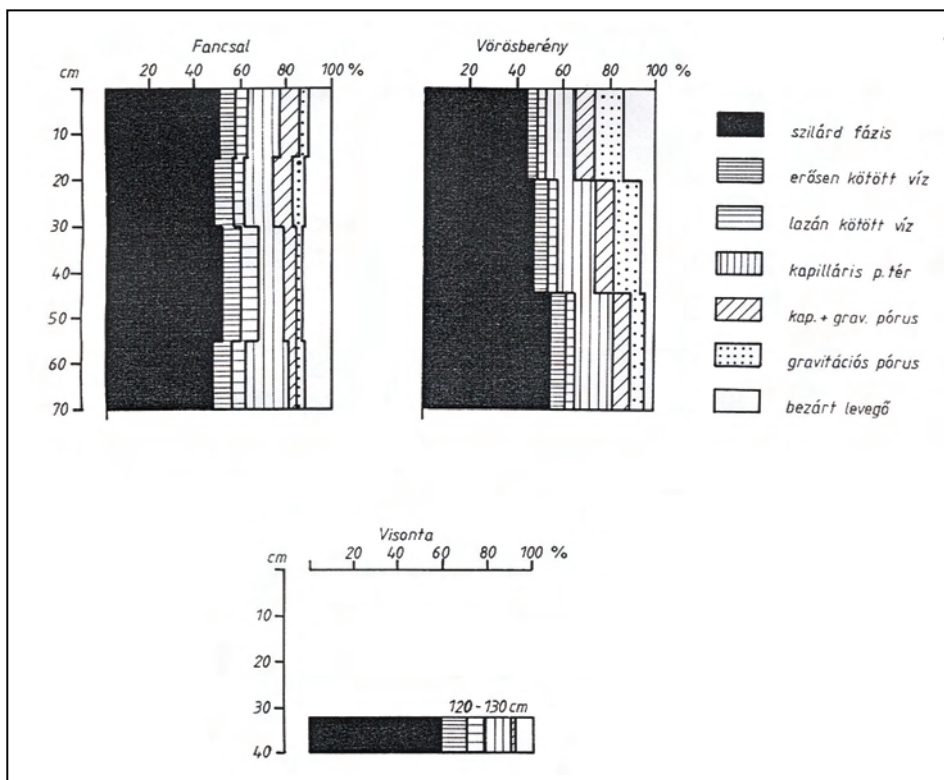 Fancsal
cm 20 40 60 80 100 %
10
20
30
40
50
60
70
Vörösberény
20 40 60 80 100 %
szilárd fázis
erősen kötött víz
lazán kötött víz
kapilláris p. tér
kap. + grav. pórus
gravitációs pórus
bezárt levegő
Visonta
cm 20 40 60 80 100 %
10
20
30
40
120 - 130 cm